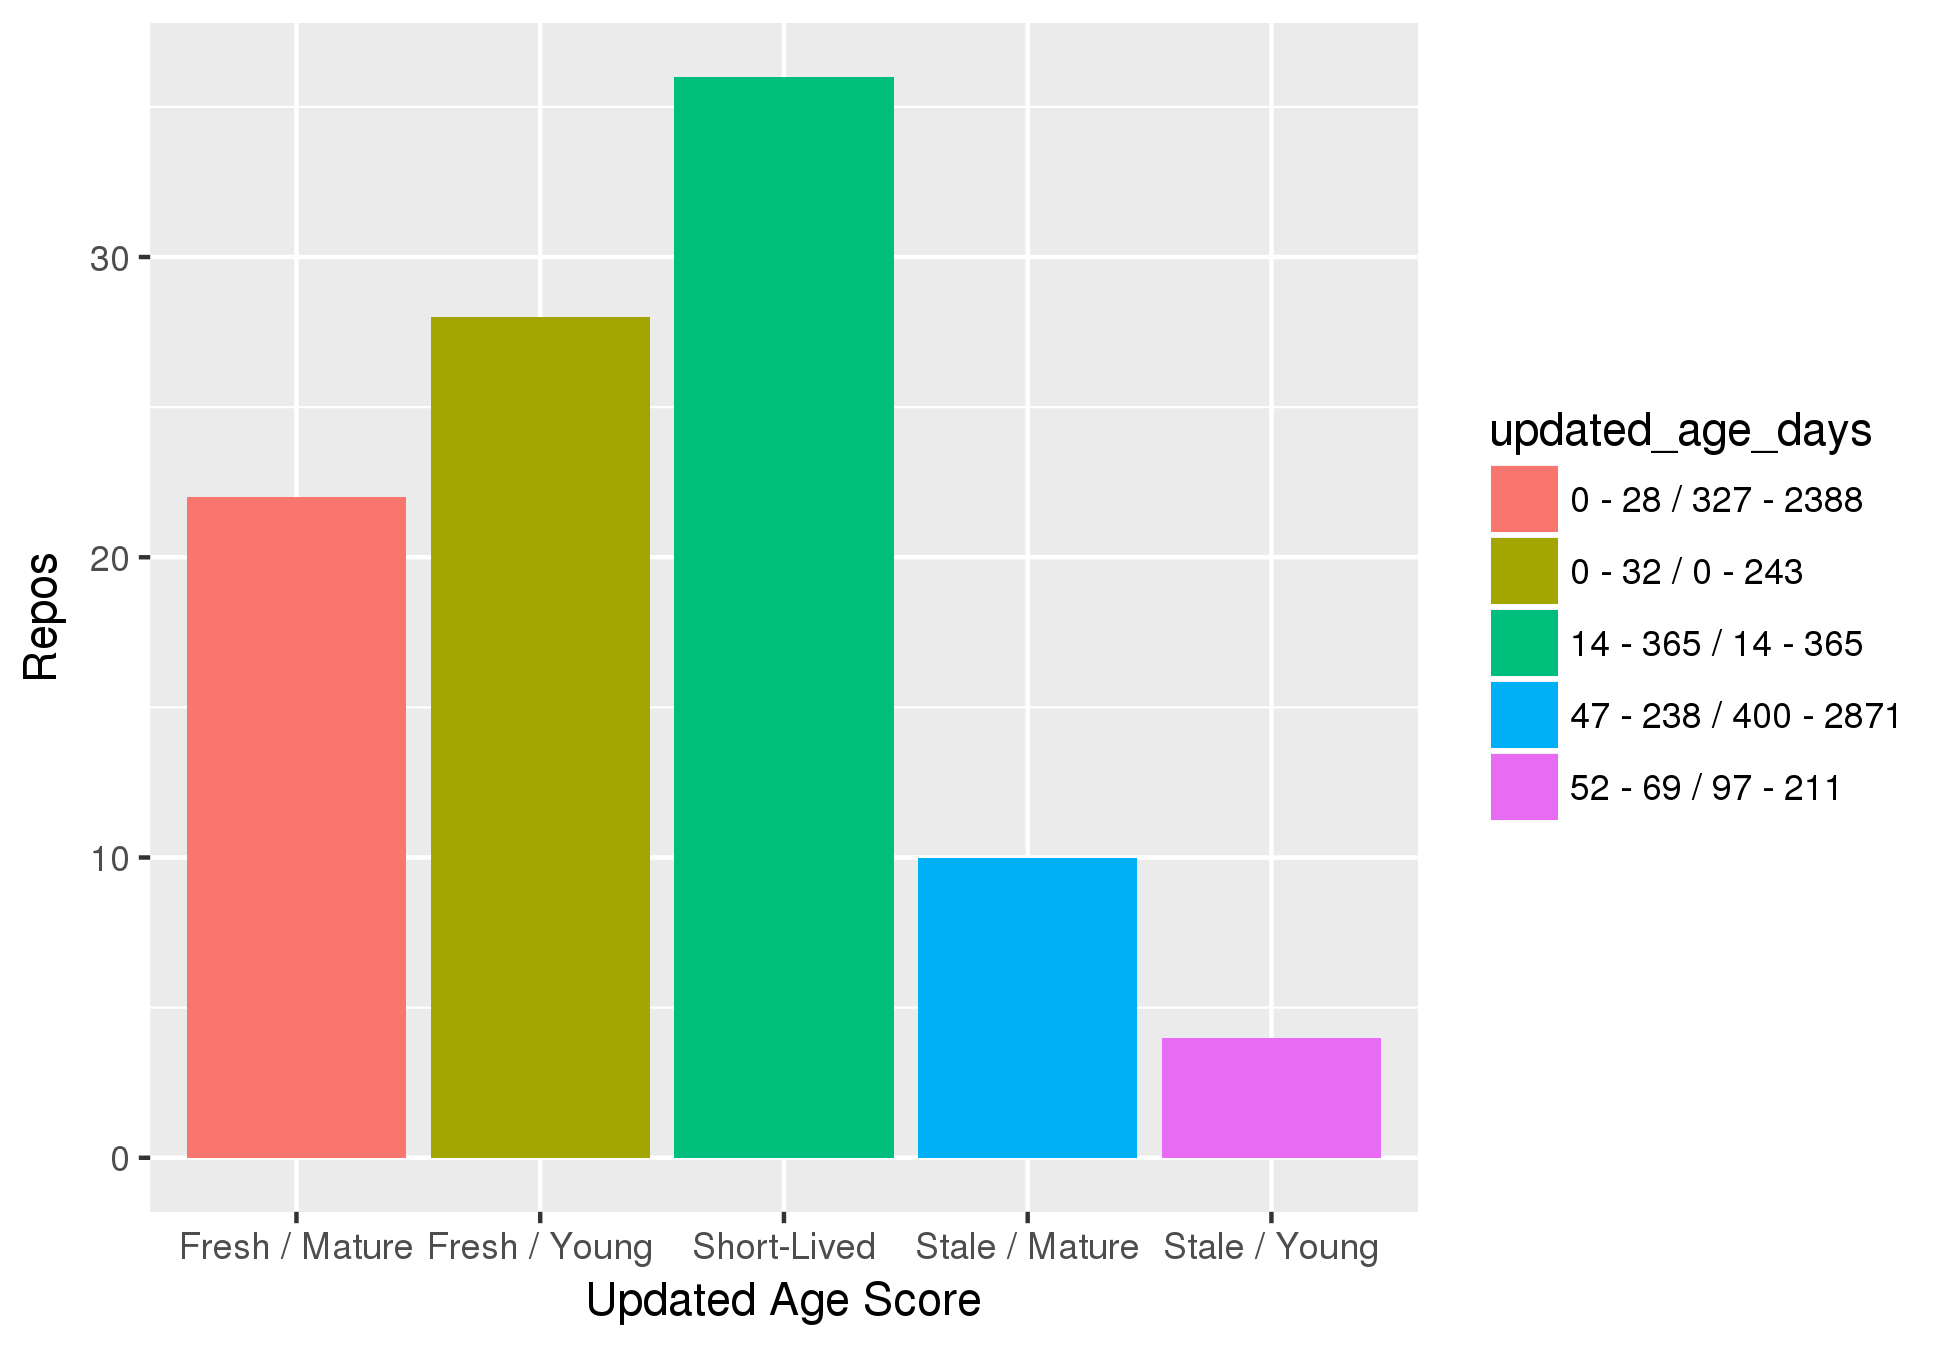 Repos
30
20
10
0
Fresh / Mature
Fresh / Young
Short-Lived
Stale / Mature
Stale / Young
Updated Age Score
updated_age_days
0 - 28 / 327 - 2388
0 - 32 / 0 - 243
14 - 365 / 14 - 365
47 - 238 / 400 - 2871
52 - 69 / 97 - 211